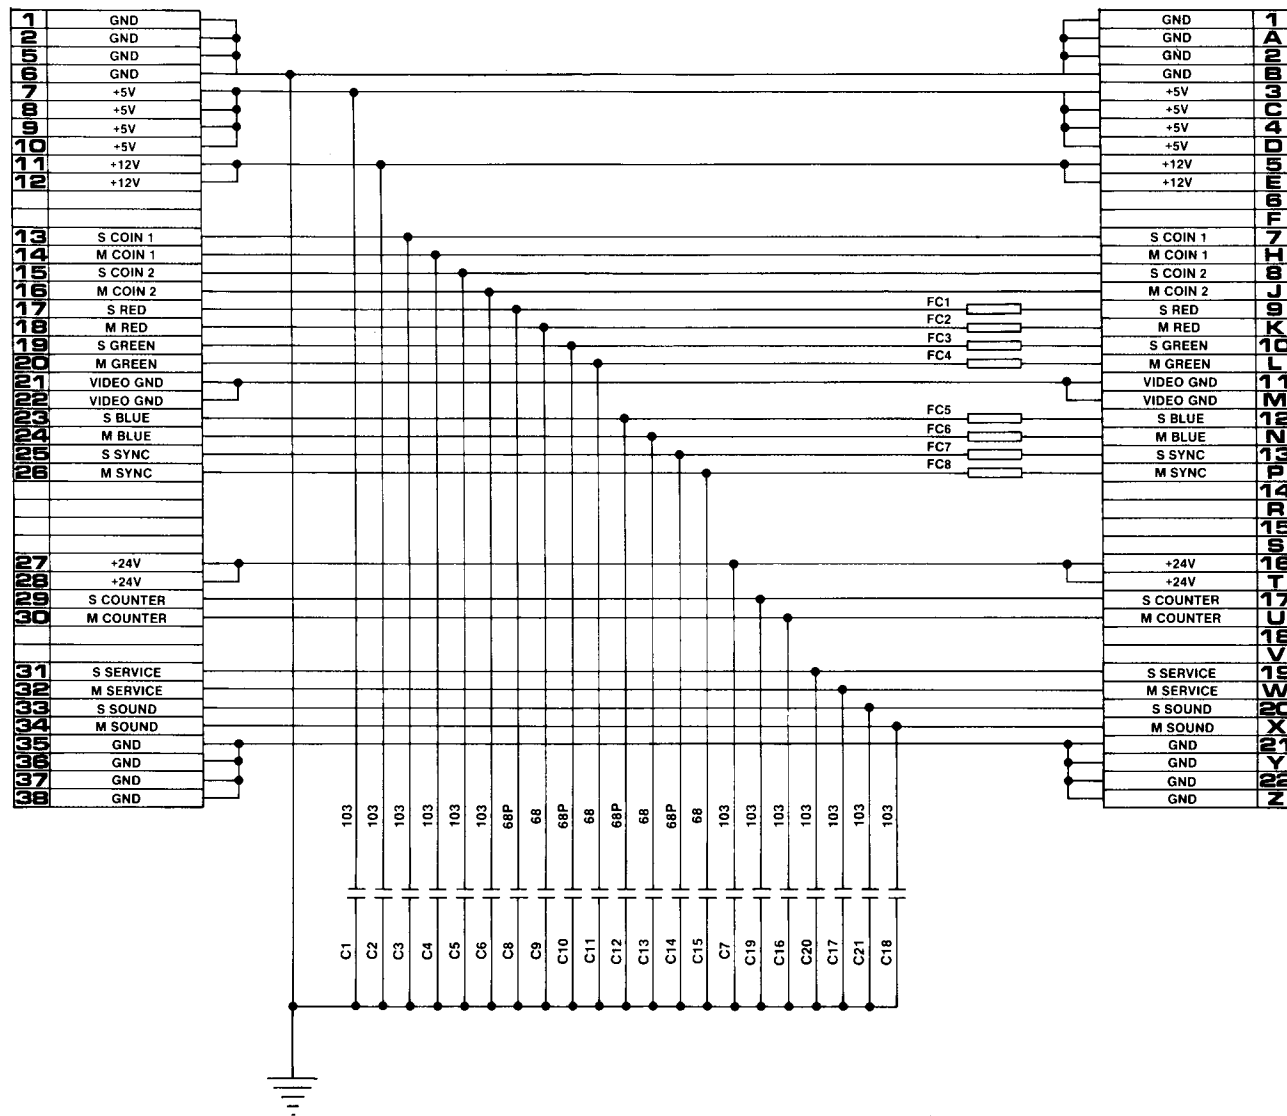 1 GND GND 1
2 GND GND A
5 GND GND 2
6 GND GND B
7 +5V +5V 3
8 +5V +5V C
9 +5V +5V 4
10 +5V +5V D
11 +12V +12V 5
12 +12V +12V E
6
F
13 S COIN 1 S COIN 1 7
14 M COIN 1 M COIN 1 H
15 S COIN 2 S COIN 2 8
16 M COIN 2 M COIN 2 J
17 S RED FC1 S RED 9
18 M RED FC2 M RED K
19 S GREEN FC3 S GREEN 10
20 M GREEN FC4 M GREEN L
21 VIDEO GND VIDEO GND 11
22 VIDEO GND VIDEO GND M
23 S BLUE FC5 S BLUE 12
24 M BLUE FC6 M BLUE N
25 S SYNC FC7 S SYNC 13
26 M SYNC FC8 M SYNC P
14
R
15
S
27 +24V +24V 16
28 +24V +24V T
29 S COUNTER S COUNTER 17
30 M COUNTER M COUNTER U
18
V
31 S SERVICE S SERVICE 19
32 M SERVICE M SERVICE W
33 S SOUND S SOUND 20
34 M SOUND M SOUND X
35 GND GND 21
36 GND GND Y
37 GND GND 22
38 GND GND Z
103 103 103 103 103 103 68P 68 68P 68 68P 68 68P 68 103 103 103 103 103 103 103
C1 C2 C3 C4 C5 C6 C8 C9 C10 C11 C12 C13 C14 C15 C7 C19 C16 C20 C17 C21 C18